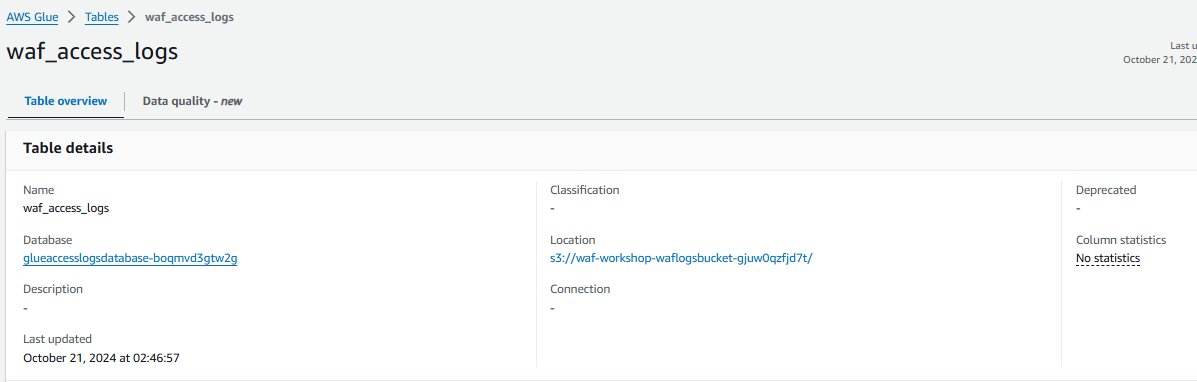 AWS Glue > Tables > waf_access_logs
waf_access_logs
Last u
October 21, 202
Table overview
Data quality - new
Table details
Name
waf_access_logs
Database
glueaccesslogsdatabase-boqmvd3gtw2g
Description
-
Last updated
October 21, 2024 at 02:46:57
Classification
-
Location
s3://waf-workshop-waflogsbucket-gjuw0qzfjd7t/
Connection
-
Deprecated
-
Column statistics
No statistics